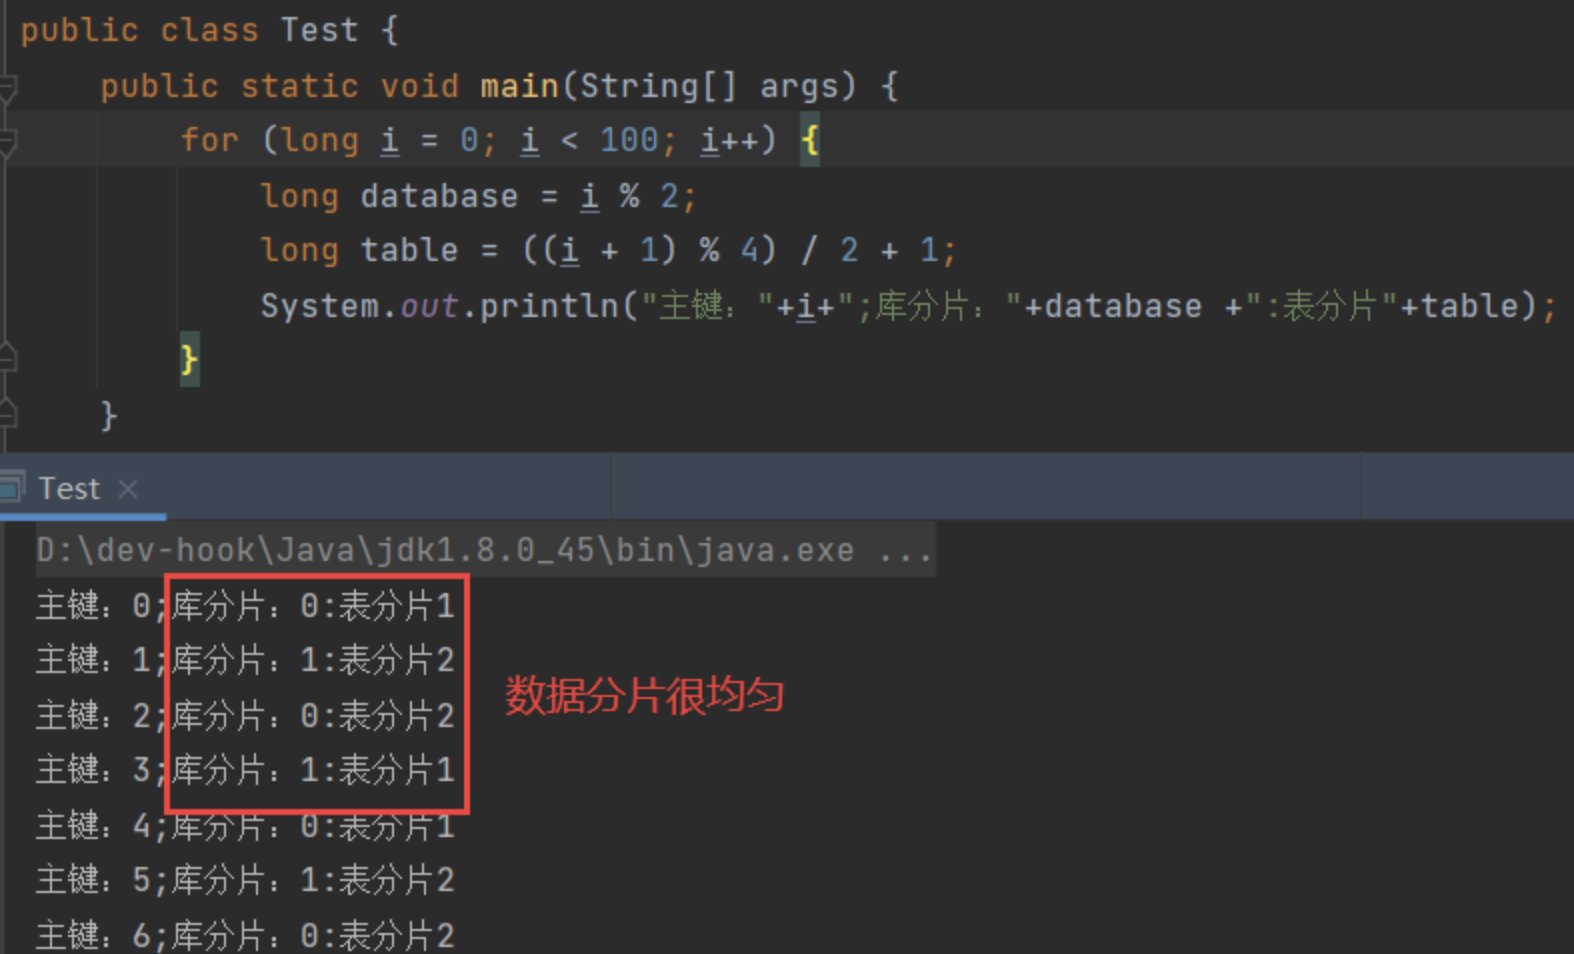 public class Test {
public static void main(String[] args) {
for (long i = 0; i < 100; i++) {
long database = i % 2;
long table = ((i + 1) % 4) / 2 + 1;
System.out.println("主键："+i+";库分片："+database +":表分片"+table);
}
}
Test ×
D:\dev-hook\Java\jdk1.8.0_45\bin\java.exe ...
主键：0;库分片：0:表分片1
主键：1;库分片：1:表分片2
数据分片很均匀
主键：2;库分片：0:表分片2
主键：3;库分片：1:表分片1
主键：4;库分片：0:表分片1
主键：5;库分片：1:表分片2
主键：6;库分片：0:表分片2